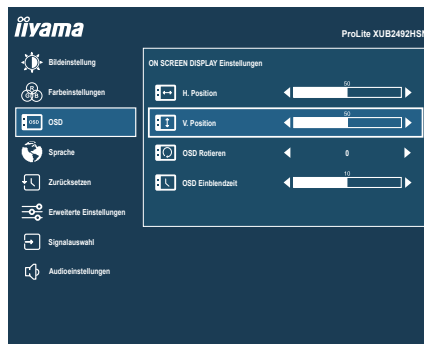 iiyama
ProLite XUB2492HSN
Bildeinstellung
Farbeinstellungen
R
G B
OSD
OSD
Sprache
Zurücksetzen
Erweiterte Einstellungen
Signalauswahl
Audioeinstellungen
ON SCREEN DISPLAY Einstellungen
H. Position
50
V. Position
50
OSD Rotieren
0
OSD Einblendzeit
10